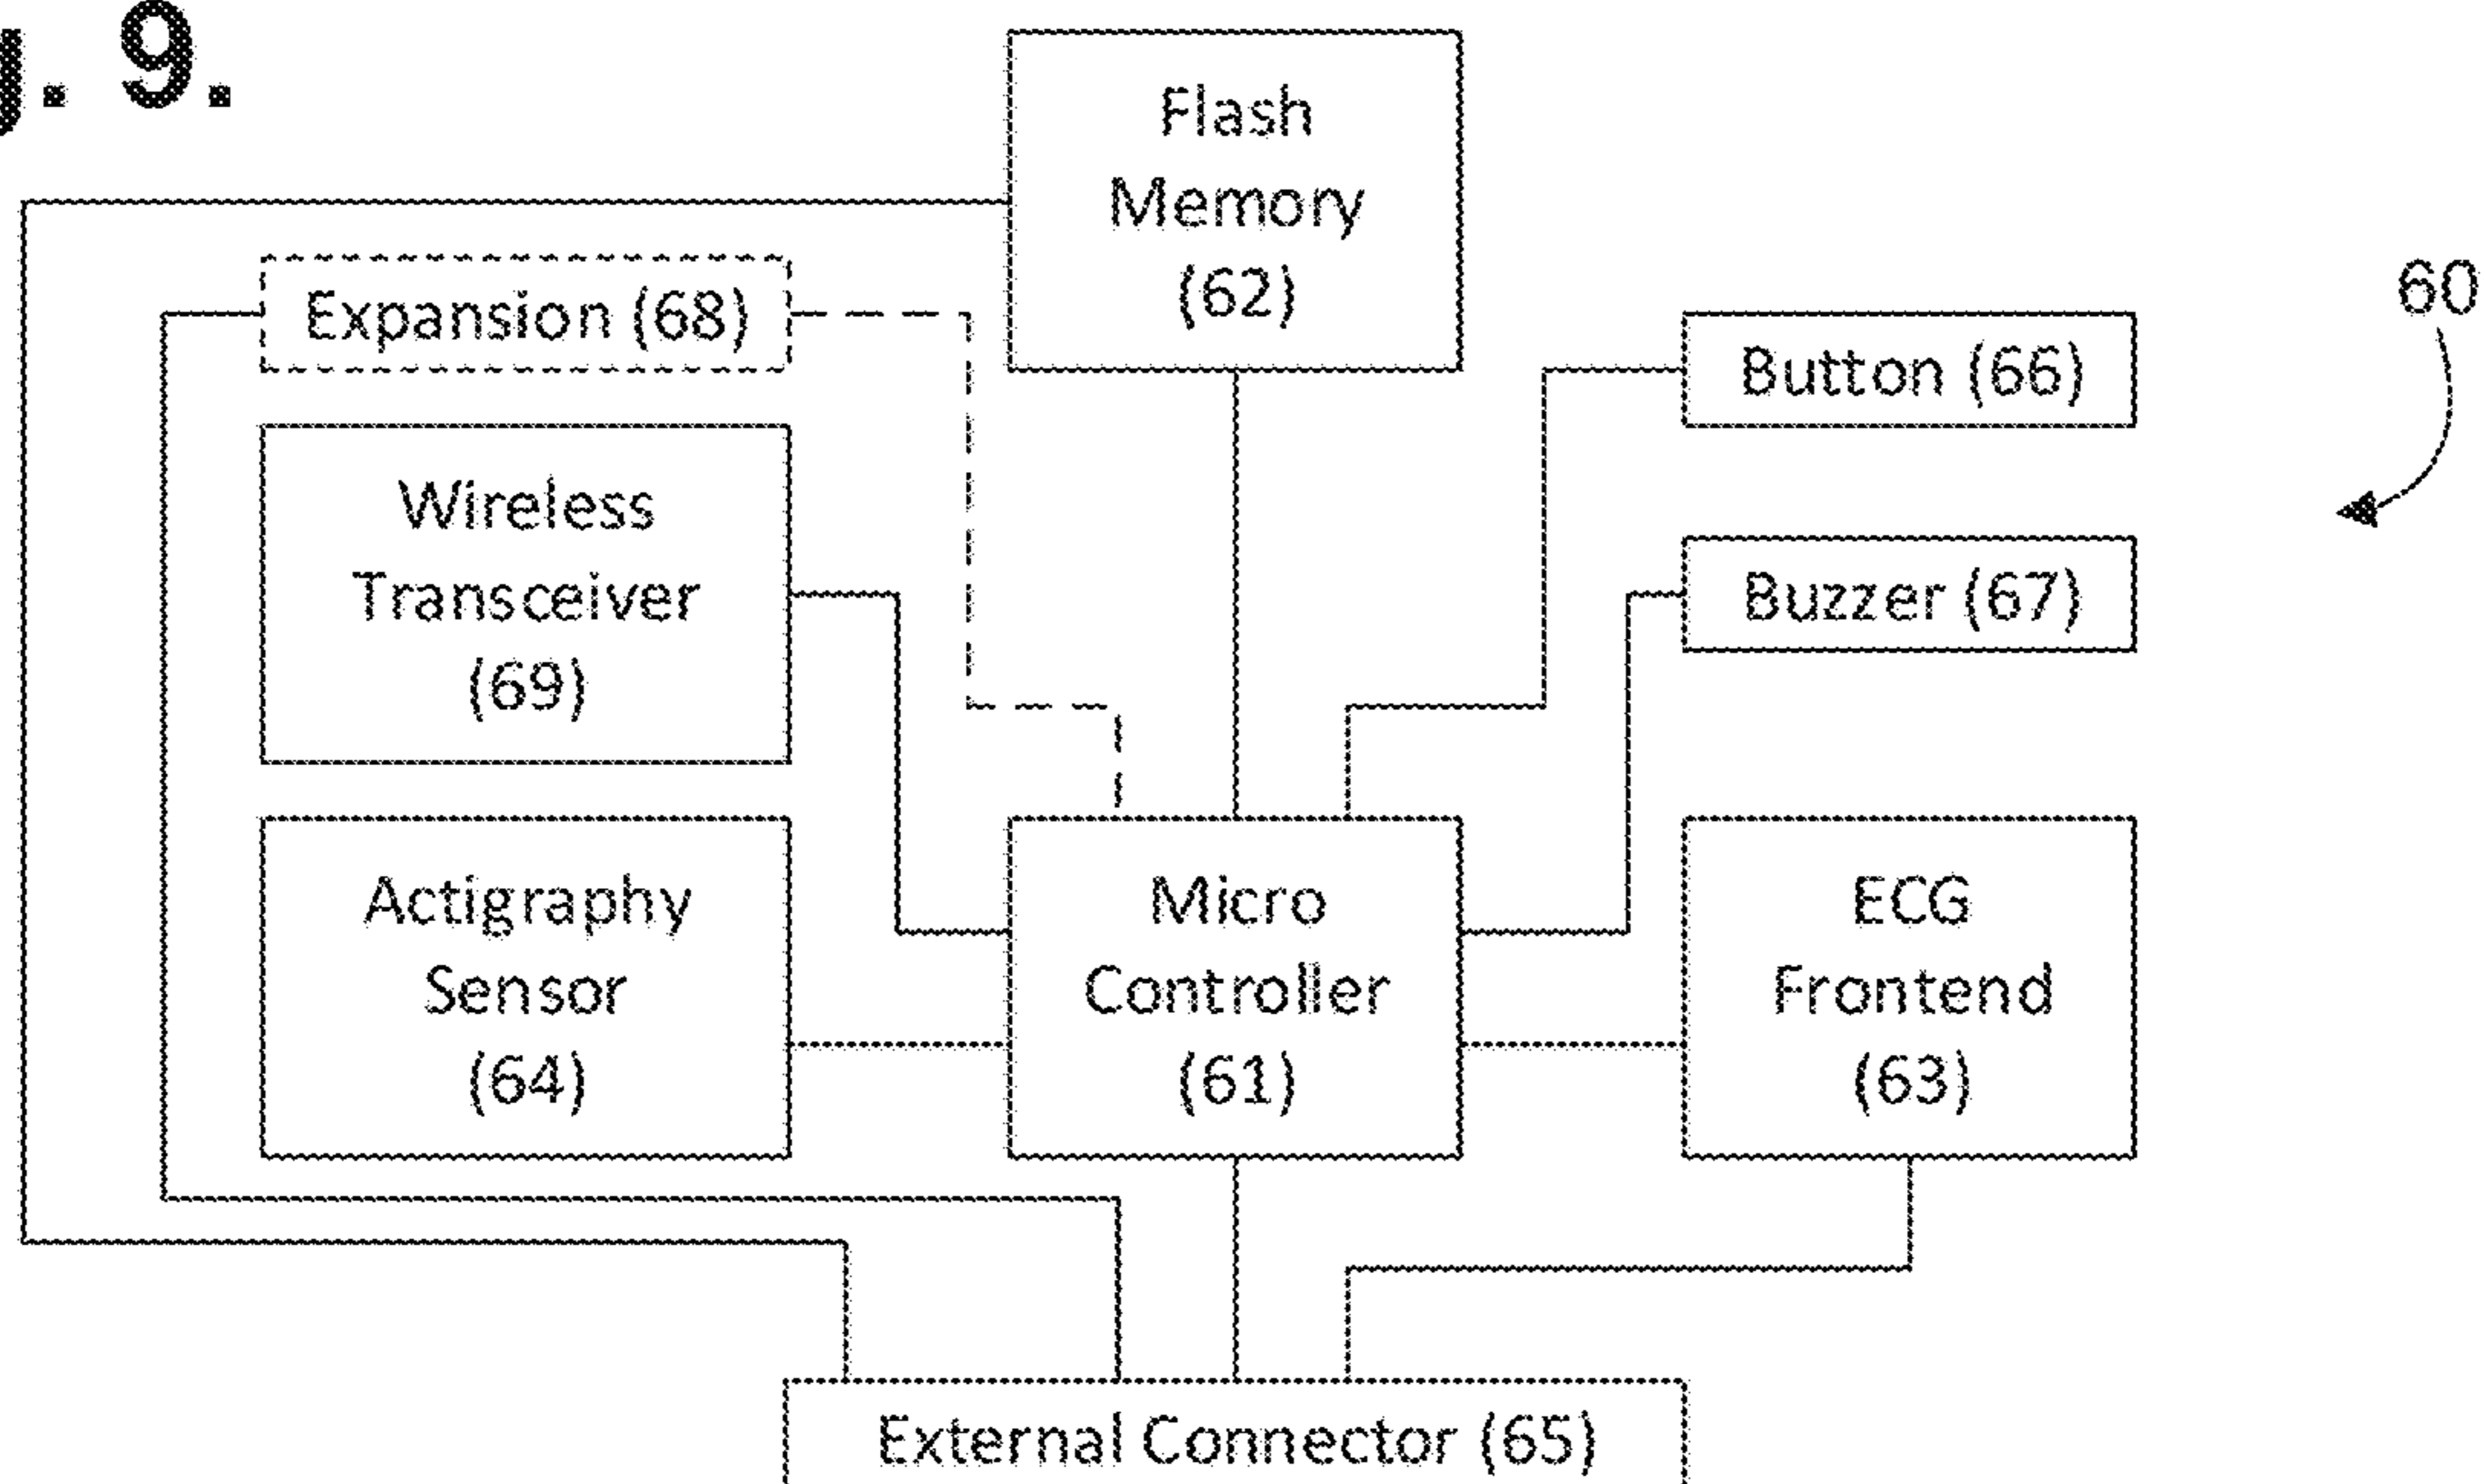 g. 9.
Flash
Memory
(62)
Expansion (68)
60
Button (66)
Wireless
Transceiver
(69)
Buzzer (67)
Actigraphy
Sensor
(64)
Micro
Controller
(61)
ECG
Frontend
(63)
External Connector (65)